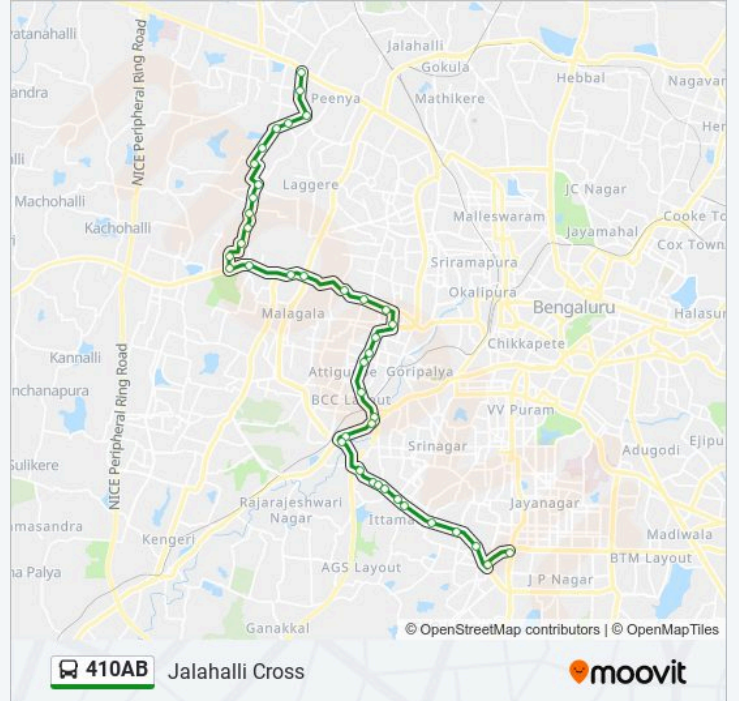 vatanahalli
NICE Peripheral Ring Road
Jalahalli
Gokula
Hebbal
Nagavar
andra
Peenya
Mathikere
Her
lli
Laggere
JC Nagar
Machohalli
Malleswaram
Cooke To
Kachohalli
Jayamahal
Cox Town
Sriramapura
Okalipura
Bengaluru
Malagala
Halasur
Chikkapete
Kannalli
NICE Peripheral Ring Road
Goripalya
nchanapura
VV Puram
Srinagar
Adugodi
Ejipu
Sulikere
Rajarajeshwari
Nagar
Jayanagar
amasandra
Ittama
Madiwala
Kengeri
BTM Layout
a Palya
AGS Layout
J P Nagar
Ganakkal
© OpenStreetMap contributors | © OpenMapTiles
410AB Jalahalli Cross
moovit